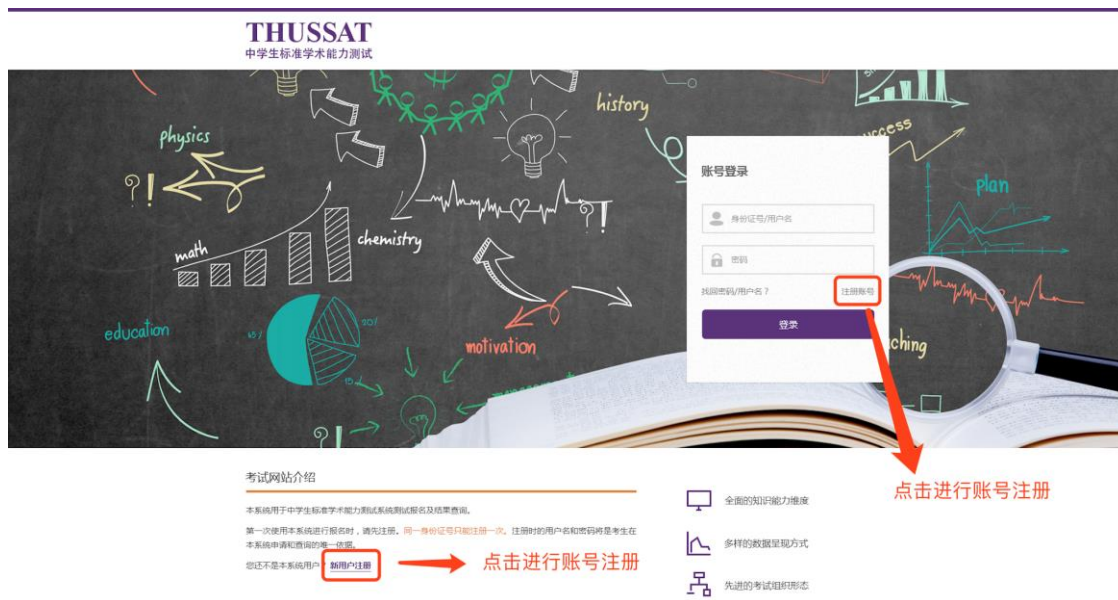 THUSSAT
中学生标准学术能力测试
history
physics
success
?!
账号登录
plan
身份证号/用户名
?!
math
chemistry
密码
找回密码/用户名？
注册账号
education
登录
motivation
ching
?!
考试网站介绍
点击进行账号注册
本系统用于中学生标准学术能力测试系统测试报名及结果查询。
全面的知识能力维度
第一次使用本系统进行报名时，请先注册。同一身份证号只能注册一次。注册时的用户名和密码将是考生在
本系统申请和查询的唯一依据。
多样的数据呈现方式
您还不是本系统用户？新用户注册
点击进行账号注册
先进的考试组织形态